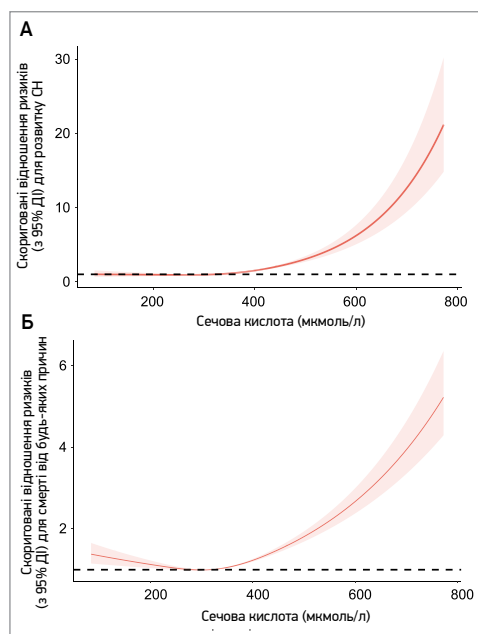 А
Скориговані відношення ризиків
(з 95% ДІ) для розвитку СН
30
20
10
0
200
400
600
800
Сечова кислота (мкмоль/л)
Б
Скориговані відношення ризиків
(з 95% ДІ) для смерті від будь-яких причин
6
4
2
200
400
600
800
Сечова кислота (мкмоль/л)